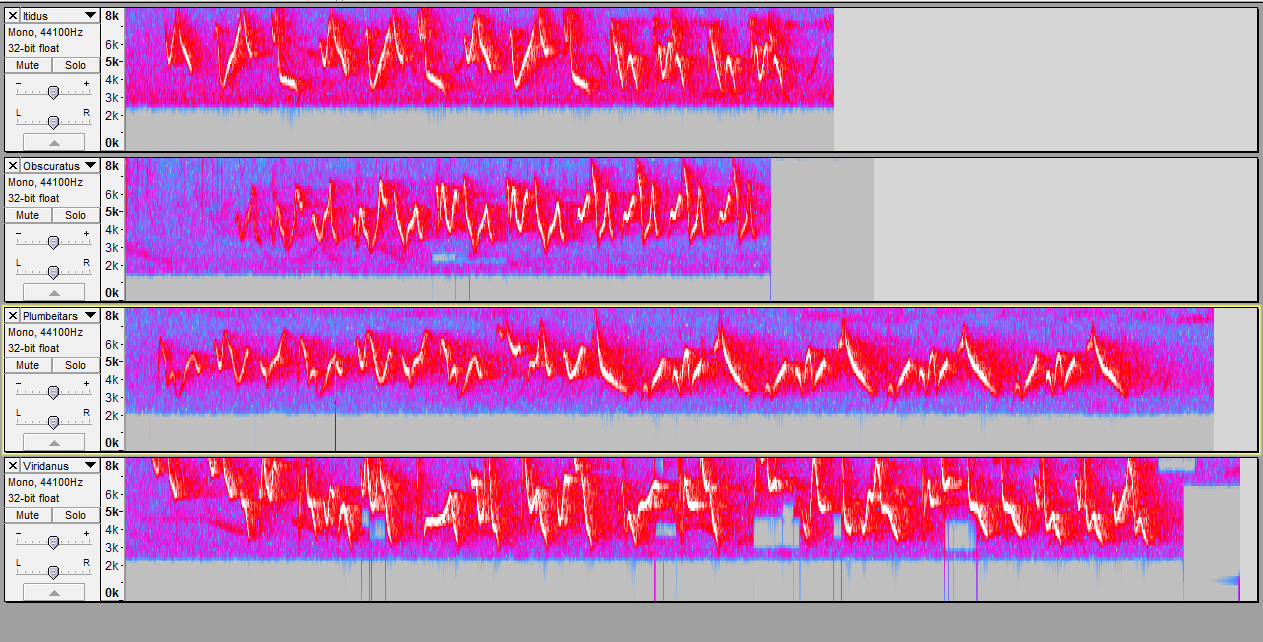 Itidus 8k
Mono, 44100Hz
32-bit float 6k
Mute Solo 5k
- + 4k
3k
L R 2k
0k
Obscuratus 8k
Mono, 44100Hz
32-bit float 6k
Mute Solo 5k
- + 4k
3k
L R 2k
0k
Plumbeitars 8k
Mono, 44100Hz
32-bit float 6k
Mute Solo 5k
- + 4k
3k
L R 2k
0k
Viridanus 8k
Mono, 44100Hz
32-bit float 6k
Mute Solo 5k
- + 4k
3k
L R 2k
0k